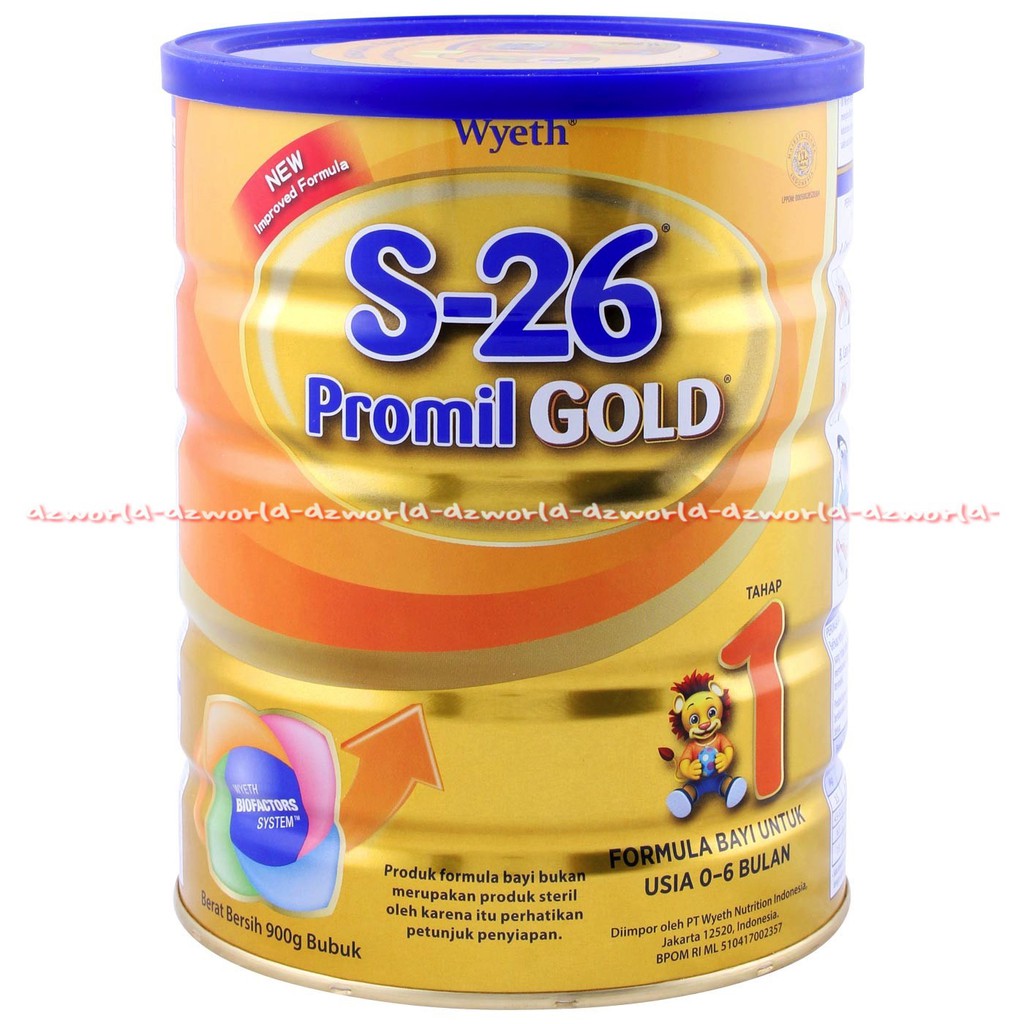 Wyeth®
NEW
Improved Formula
S-26®
Promil GOLD®
dzworld-dzworld-dzworld-dzworld-dzworld-dzworld-dzworld-
TAHAP
1
WYETH
BIOFACTORS
SYSTEM™
FORMULA BAYI UNTUK
USIA 0-6 BULAN
Produk formula bayi bukan
merupakan produk steril
oleh karena itu perhatikan
petunjuk penyiapan.
Berat Bersih 900g Bubuk
Diimpor oleh PT Wyeth Nutrition Indonesia,
Jakarta 12520, Indonesia.
BPOM RI ML 510417002357